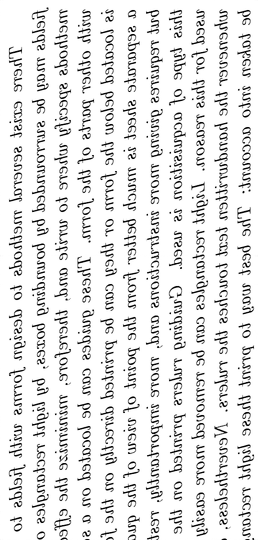 There exist several methods to design forms with fields to
fields may be surrounded by bounding boxes, by light rectangles o
methods specify where to write and, therefore, minimize the effe
with other parts of the form. These guides can be located on a s
is located below the form or they can be printed directly on the f
a separate sheet is much better from the point of view of the qua
but requires giving more instructions and, more importantly, rest
this type of acquisition is used. Guiding rulers printed on the
used for this reason. Light rectangles can be removed more easily
whenever the handwritten text touches the rulers. Nevertheless,
be taken into account: The best way to print these light rect